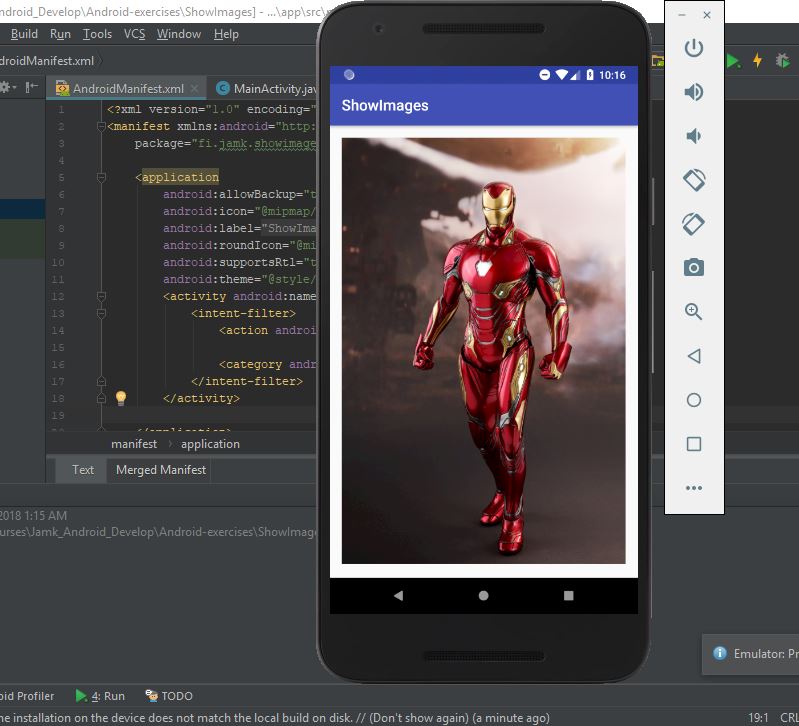 ndroid_Develop\Android-exercises\ShowImages] - ...\app\src\
Build Run Tools VCS Window Help
droidManifest.xml
AndroidManifest.xml MainActivity.jav
1 <?xml version="1.0" encoding="
2 <manifest xmlns:android="http:
3 package="fi.jamk.showimage
4
5 <application
6 android:allowBackup="t
7 android:icon="@mipmap/
8 android:label="ShowIma
9 android:roundIcon="@mi
10 android:supportsRtl="t
11 android:theme="@style/
12 <activity android:name
13 <intent-filter>
14 <action androi
15
16 <category andr
17 </intent-filter>
18 </activity>
19
20 </application>
manifest application
Text Merged Manifest
2018 1:15 AM
urses\Jamk_Android_Develop\Android-exercises\ShowImage
10:16
ShowImages
Emulator: Pr
oid Profiler 4: Run TODO
ne installation on the device does not match the local build on disk. // (Don't show again) (a minute ago) 19:1 CRL